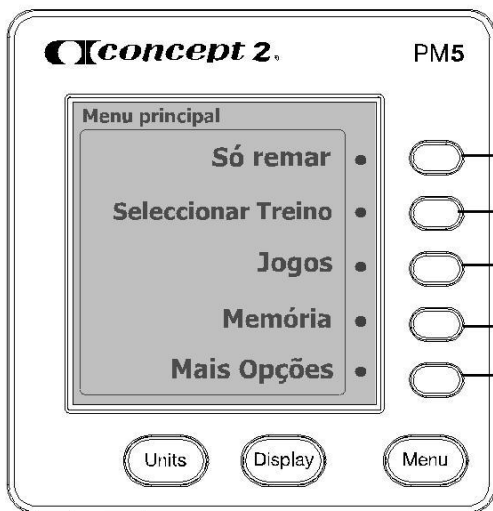 concept 2.
PM5
Menu principal
Só remar
Seleccionar Treino
Jogos
Memória
Mais Opções
Units
Display
Menu